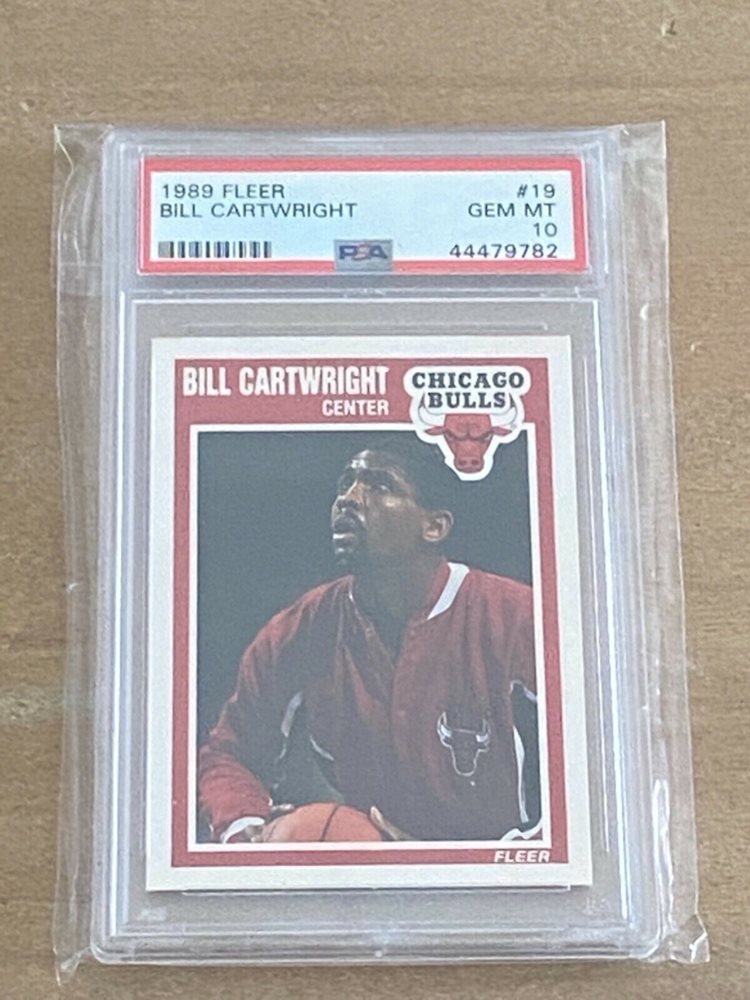 1989 FLEER #19
BILL CARTWRIGHT GEM MT
10
PSA 44479782
BILL CARTWRIGHT
CENTER
CHICAGO
BULLS
FLEER